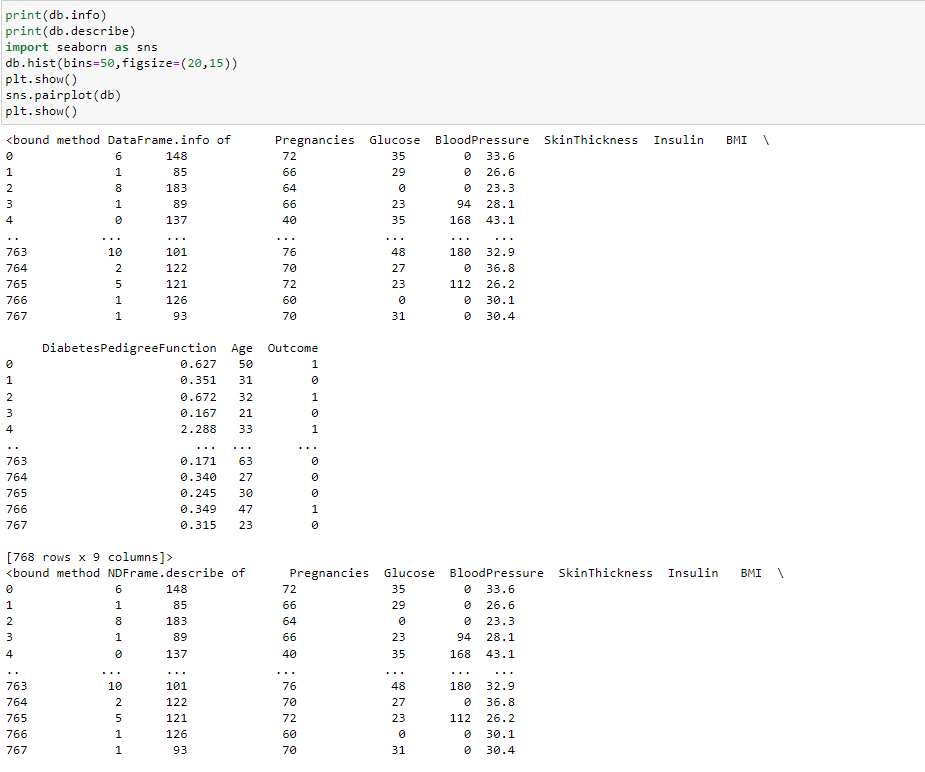 print(db.info)
print(db.describe)
import seaborn as sns
db.hist(bins=50,figsize=(20,15))
plt.show()
sns.pairplot(db)
plt.show()
<bound method DataFrame.info of      Pregnancies  Glucose  BloodPressure  SkinThickness  Insulin   BMI  \
0              6      148             72             35        0  33.6
1              1       85             66             29        0  26.6
2              8      183             64              0        0  23.3
3              1       89             66             23       94  28.1
4              0      137             40             35      168  43.1
..           ...      ...            ...            ...      ...   ...
763           10      101             76             48      180  32.9
764            2      122             70             27        0  36.8
765            5      121             72             23      112  26.2
766            1      126             60              0        0  30.1
767            1       93             70             31        0  30.4
     DiabetesPedigreeFunction  Age  Outcome
0                       0.627   50        1
1                       0.351   31        0
2                       0.672   32        1
3                       0.167   21        0
4                       2.288   33        1
..                        ...  ...      ...
763                     0.171   63        0
764                     0.340   27        0
765                     0.245   30        0
766                     0.349   47        1
767                     0.315   23        0
[768 rows x 9 columns]>
<bound method NDFrame.describe of      Pregnancies  Glucose  BloodPressure  SkinThickness  Insulin   BMI  \
0              6      148             72             35        0  33.6
1              1       85             66             29        0  26.6
2              8      183             64              0        0  23.3
3              1       89             66             23       94  28.1
4              0      137             40             35      168  43.1
..           ...      ...            ...            ...      ...   ...
763           10      101             76             48      180  32.9
764            2      122             70             27        0  36.8
765            5      121             72             23      112  26.2
766            1      126             60              0        0  30.1
767            1       93             70             31        0  30.4